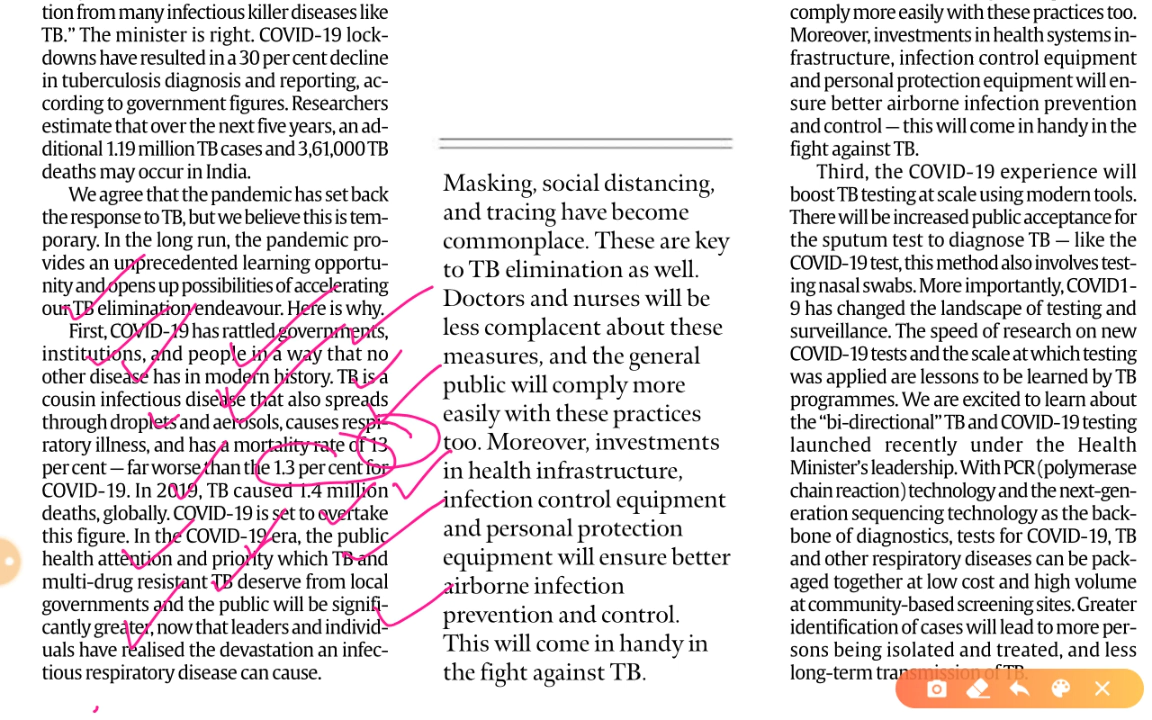 tion from many infectious killer diseases like
TB.” The minister is right. COVID-19 lock-
downs have resulted in a 30 per cent decline
in tuberculosis diagnosis and reporting, ac-
cording to government figures. Researchers
estimate that over the next five years, an ad-
ditional 1.19 million TB cases and 3,61,000 TB
deaths may occur in India.
We agree that the pandemic has set back
the response to TB, but we believe this is tem-
porary. In the long run, the pandemic pro-
vides an unprecedented learning opportu-
nity and opens up possibilities of accelerating
our TB elimination endeavour. Here is why.
First, COVID-19 has rattled governments,
institutions, and people in a way that no
other disease has in modern history. TB is a
cousin infectious disease that also spreads
through droplets and aerosols, causes respi-
ratory illness, and has a mortality rate of 13
per cent — far worse than the 1.3 per cent for
COVID-19. In 2019, TB caused 1.4 million
deaths, globally. COVID-19 is set to overtake
this figure. In the COVID-19 era, the public
health attention and priority which TB and
multi-drug resistant TB deserve from local
governments and the public will be signifi-
cantly greater, now that leaders and individ-
uals have realised the devastation an infec-
tious respiratory disease can cause.
Masking, social distancing,
and tracing have become
commonplace. These are key
to TB elimination as well.
Doctors and nurses will be
less complacent about these
measures, and the general
public will comply more
easily with these practices
too. Moreover, investments
in health infrastructure,
infection control equipment
and personal protection
equipment will ensure better
airborne infection
prevention and control.
This will come in handy in
the fight against TB.
comply more easily with these practices too.
Moreover, investments in health systems in-
frastructure, infection control equipment
and personal protection equipment will en-
sure better airborne infection prevention
and control — this will come in handy in the
fight against TB.
Third, the COVID-19 experience will
boost TB testing at scale using modern tools.
There will be increased public acceptance for
the sputum test to diagnose TB — like the
COVID-19 test, this method also involves test-
ing nasal swabs. More importantly, COVID1-
9 has changed the landscape of testing and
surveillance. The speed of research on new
COVID-19 tests and the scale at which testing
was applied are lessons to be learned by TB
programmes. We are excited to learn about
the “bi-directional” TB and COVID-19 testing
launched recently under the Health
Minister’s leadership. With PCR (polymerase
chain reaction) technology and the next-gen-
eration sequencing technology as the back-
bone of diagnostics, tests for COVID-19, TB
and other respiratory diseases can be pack-
aged together at low cost and high volume
at community-based screening sites. Greater
identification of cases will lead to more per-
sons being isolated and treated, and less
long-term transmission of TB.